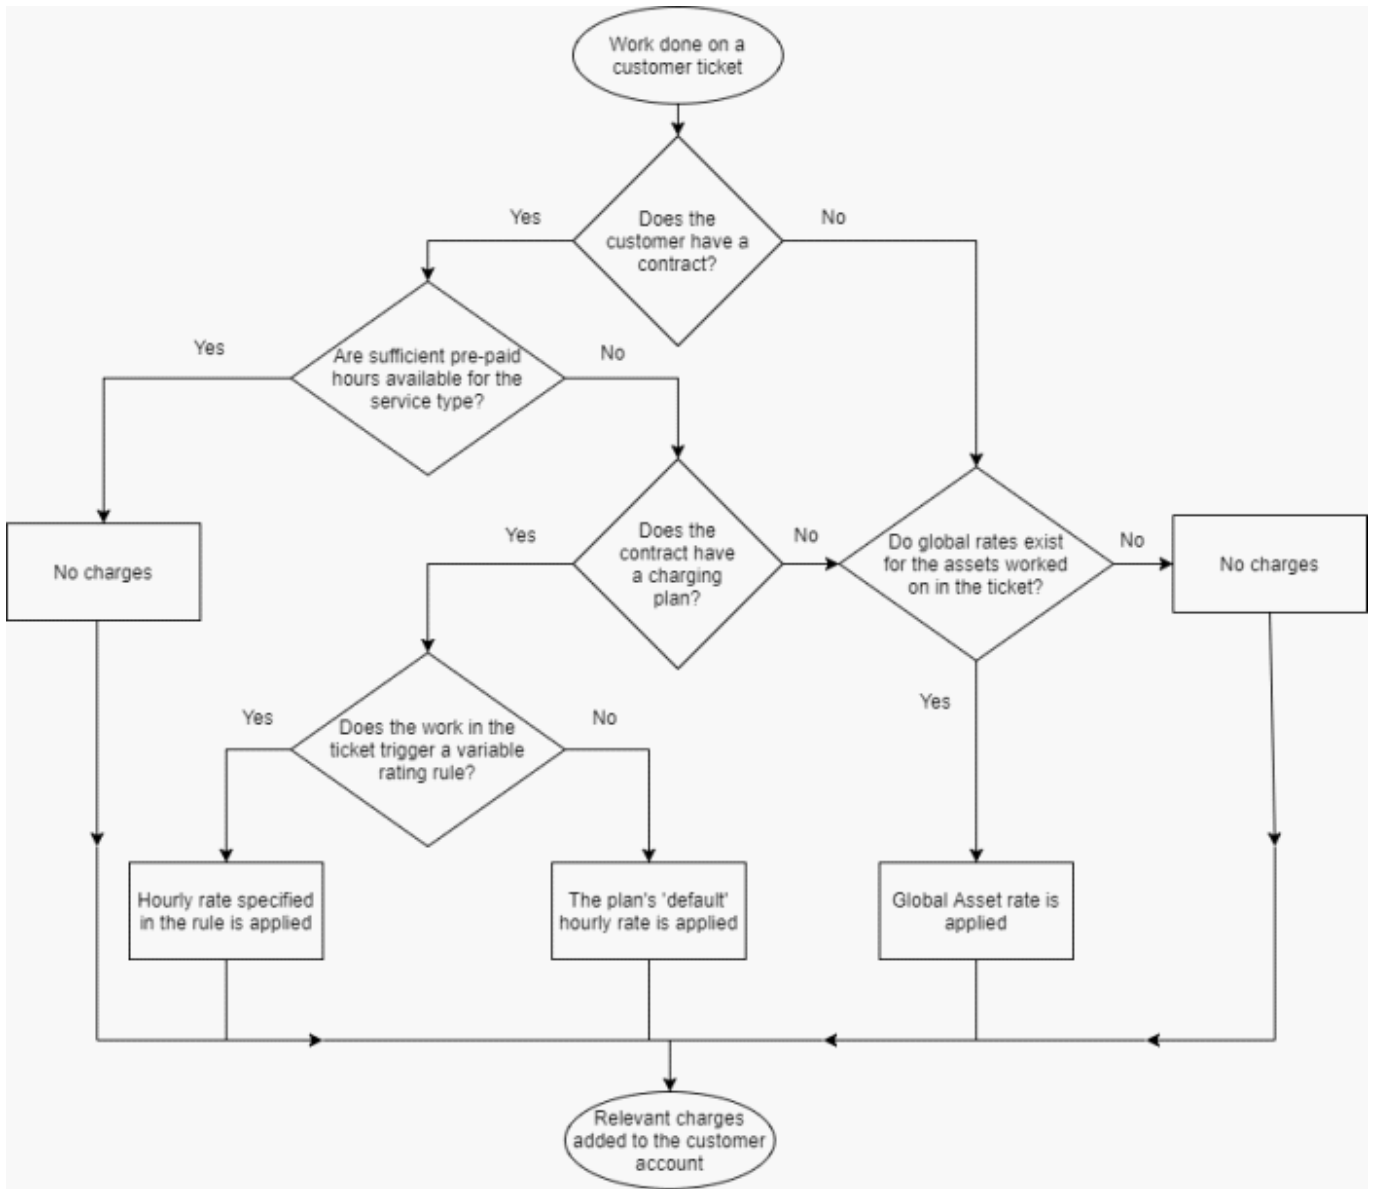 Work done on a
customer ticket
Yes
No
Does the
customer have a
contract?
Yes
No
Are sufficient pre-paid
hours available for the
service type?
Yes
No
No
Does the
contract have
a charging
plan?
Do global rates exist
for the assets worked
on in the ticket?
No charges
No charges
Yes
Yes
No
Does the work in the
ticket trigger a variable
rating rule?
Hourly rate specified
in the rule is applied
The plan's 'default'
hourly rate is applied
Global Asset rate is
applied
Relevant charges
added to the customer
account